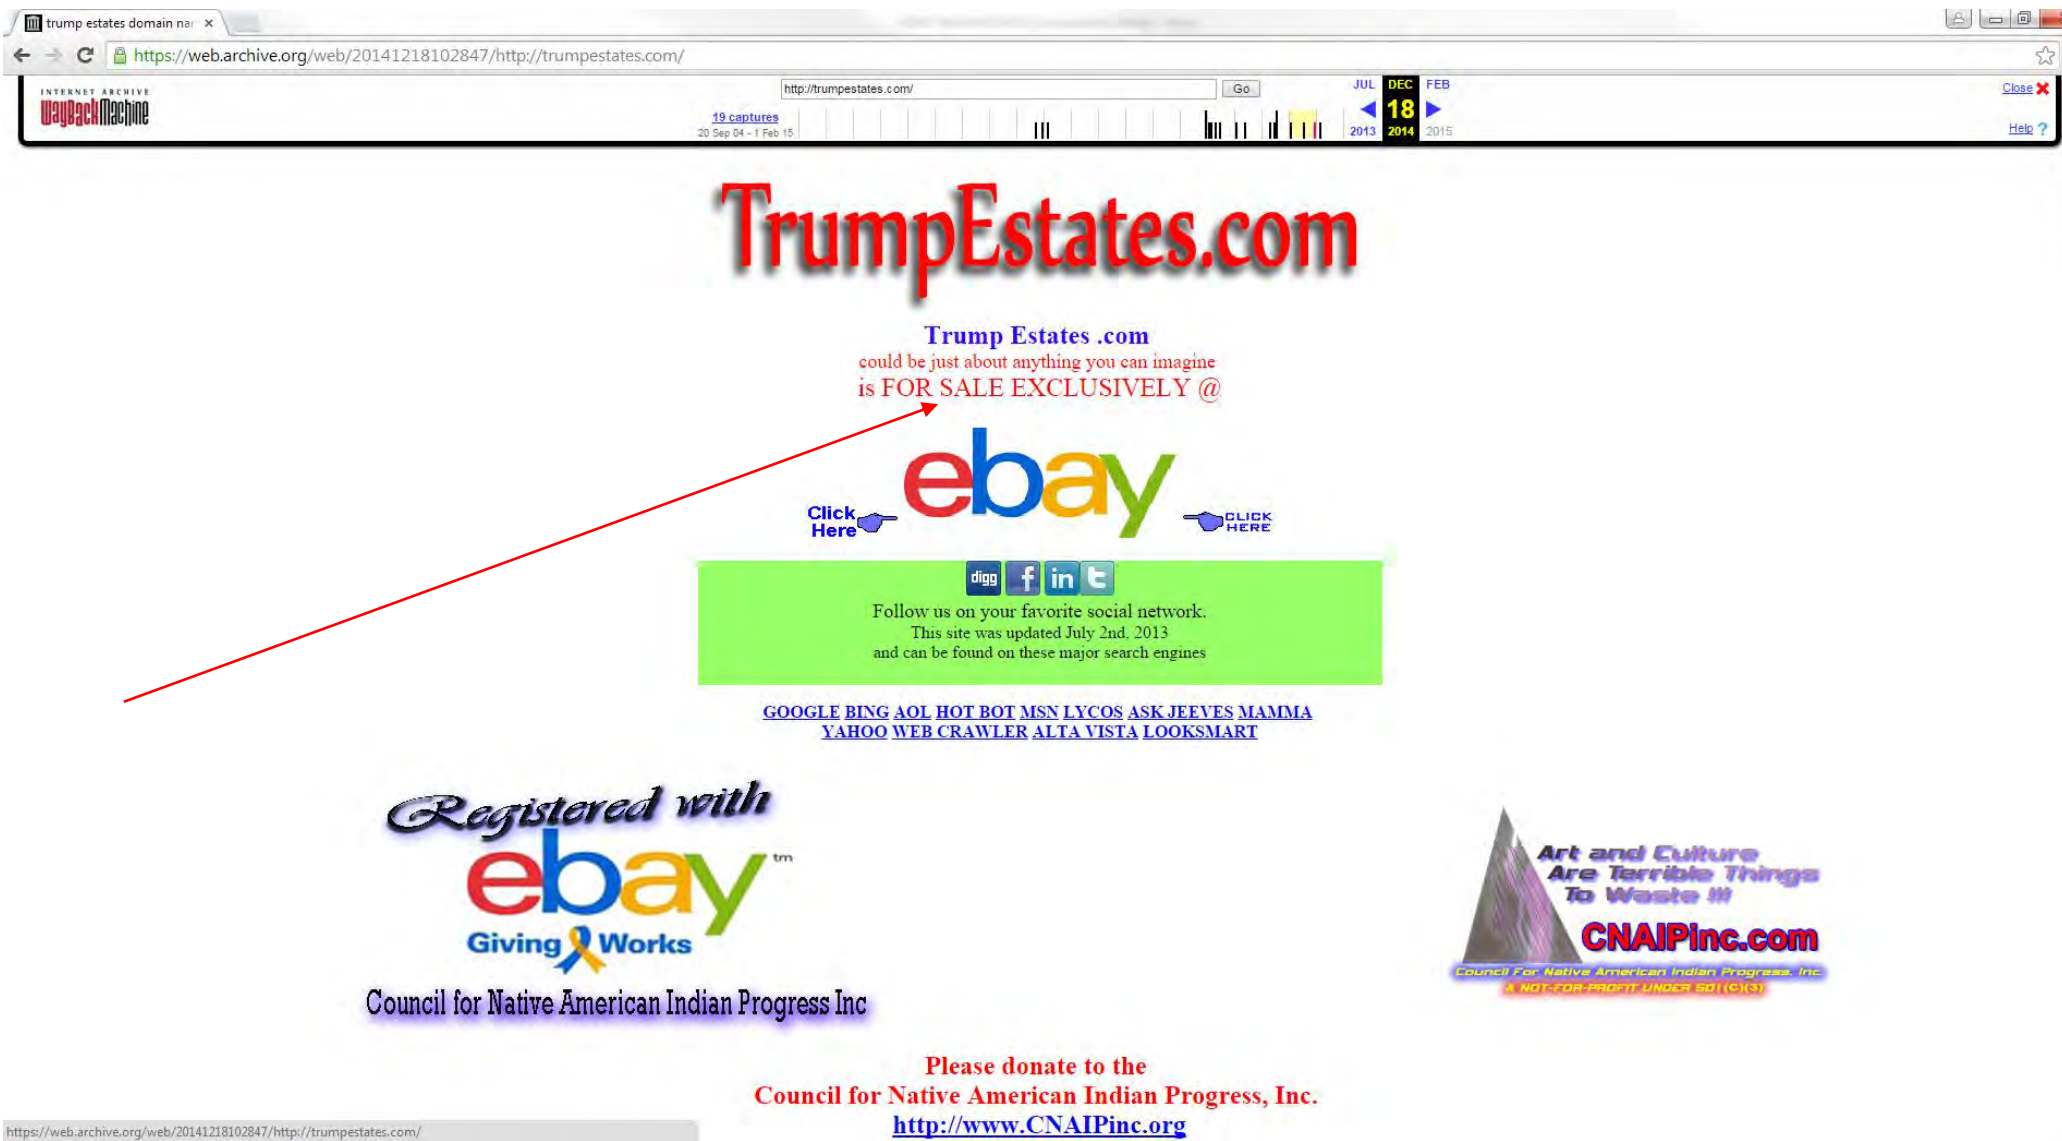 trump estates domain nar
https://web.archive.org/web/20141218102847/http://trumpestates.com/
INTERNET ARCHIVE
WayBackMachine
http://trumpestates.com/
Go
JUL DEC FEB
Close
19 captures
20 Sep 04 - 1 Feb 15
18
2013 2014 2015
Help ?
TrumpEstates.com
Trump Estates .com
could be just about anything you can imagine
is FOR SALE EXCLUSIVELY @
ebay
Click
Here
CLICK
HERE
digg f in t
Follow us on your favorite social network.
This site was updated July 2nd, 2013
and can be found on these major search engines
GOOGLE BING AOL HOT BOT MSN LYCOS ASK JEEVES MAMMA
YAHOO WEB CRAWLER ALTA VISTA LOOKSMART
Registered with
ebay tm
Giving Works
Council for Native American Indian Progress Inc
Art and Culture
Are Terrible Things
To Waste !!!
CNAIPinc.com
Council For Native American Indian Progress, Inc
A NOT-FOR-PROFIT UNDER 501(C)(3)
Please donate to the
Council for Native American Indian Progress, Inc.
http://www.CNAIPinc.org
https://web.archive.org/web/20141218102847/http://trumpestates.com/